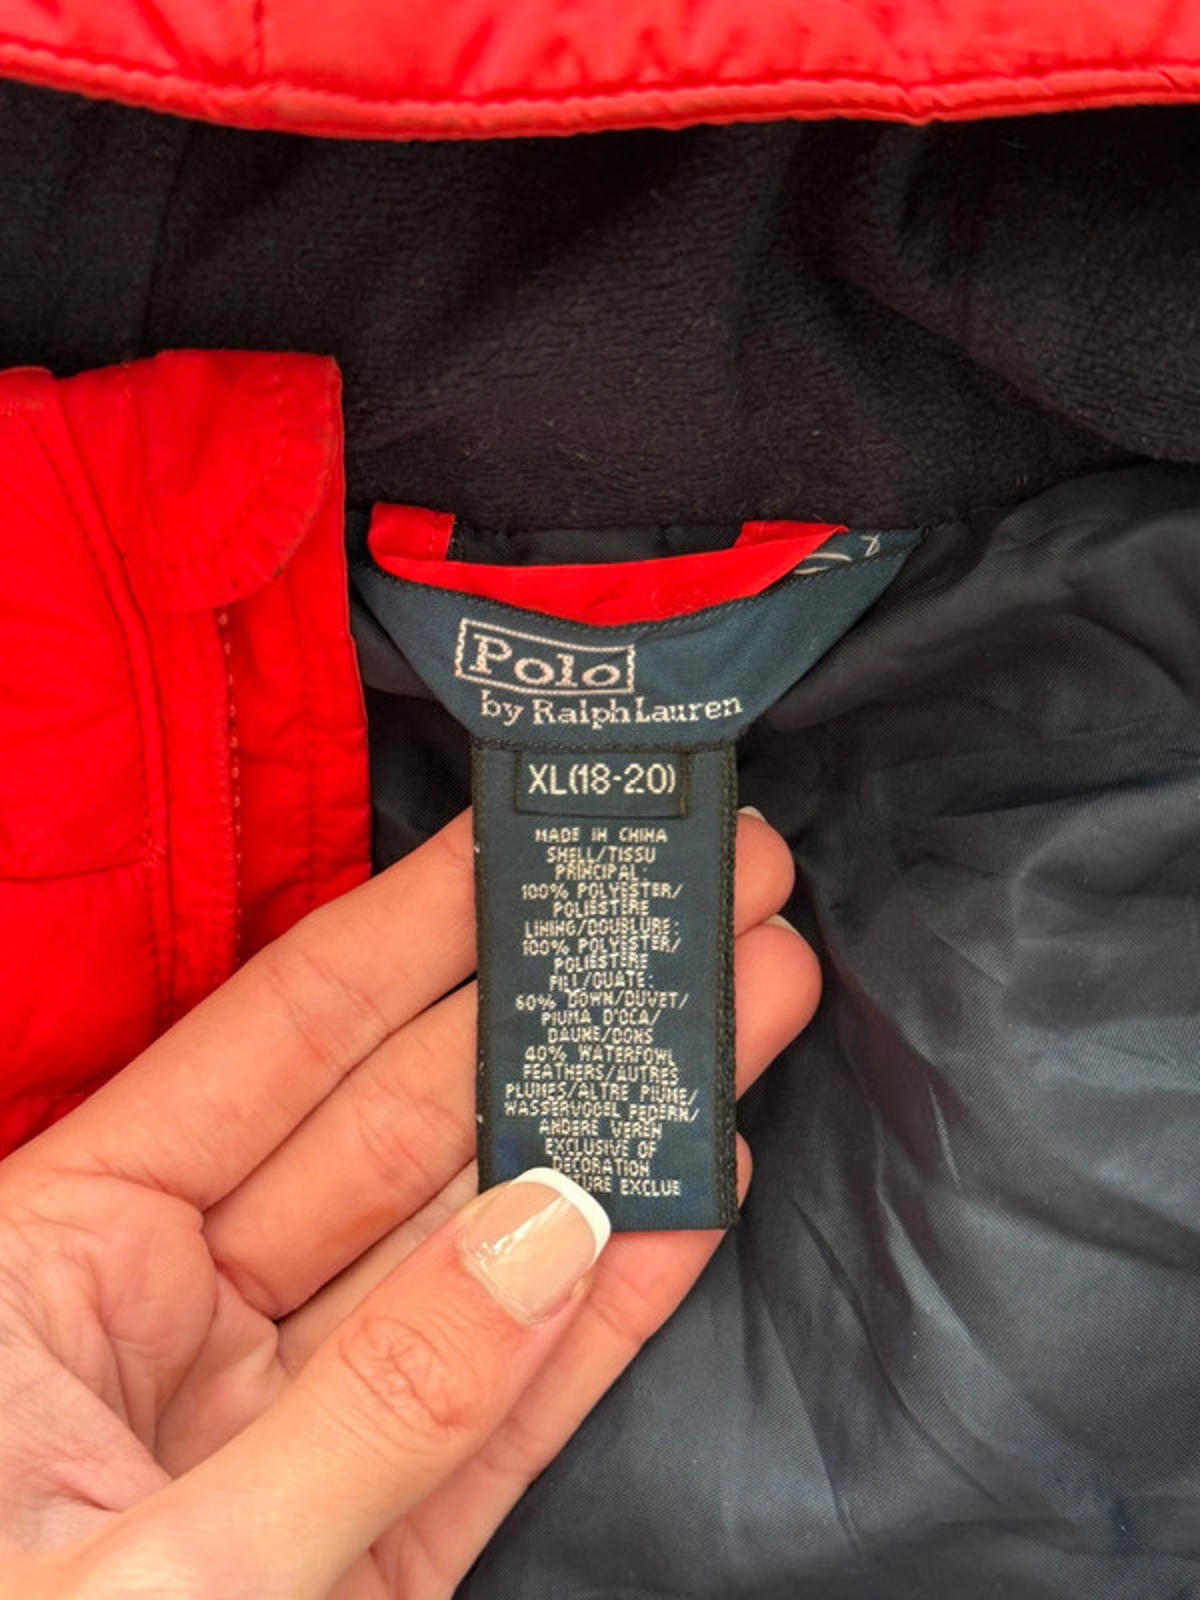 Polo
by Ralph Lauren
XL(18-20)
MADE IN CHINA
SHELL/TISSU
PRINCIPAL:
100% POLYESTER/
POLIESTERE
LINING/DOUBLURE:
100% POLYESTER/
POLIESTERE
FILL/OUATE:
60% DOWN/DUVET/
PIUMA D'OCA/
DAUNE/DONS
40% WATERFOWL
FEATHERS/AUTRES
PLUMES/ALTRE PIUME/
WASSERVOGEL FEDERN/
ANDERE VEREN
EXCLUSIVE OF
DECORATION
TURE EXCLUE